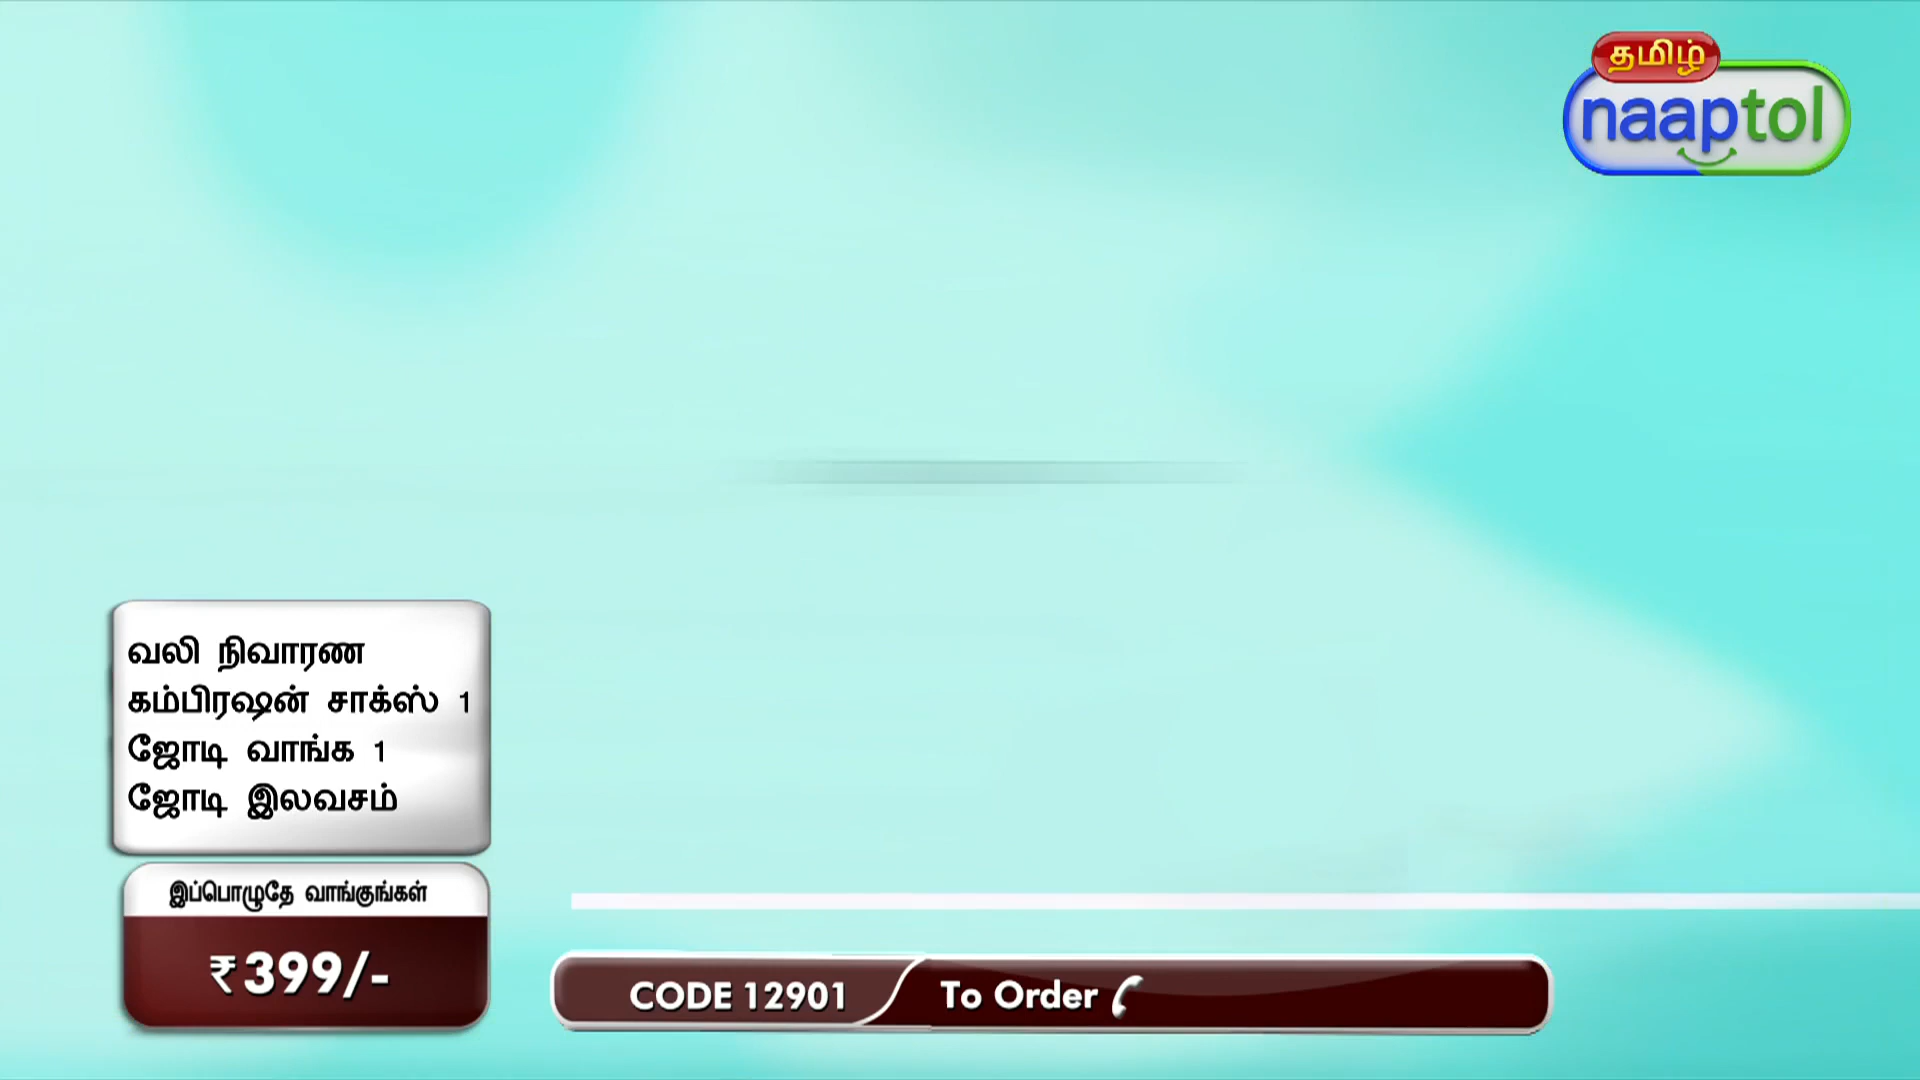 தமிழ்
naaptol
வலி நிவாரண
கம்பிரஷன் சாக்ஸ் 1
ஜோடி வாங்க 1
ஜோடி இலவசம்
இப்பொழுதே வாங்குங்கள்
₹399/-
CODE 12901 To Order